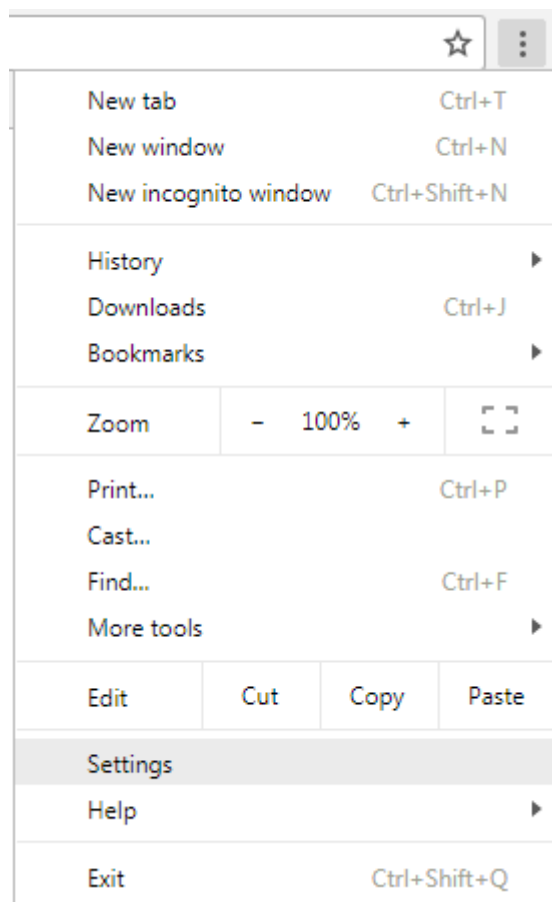 New tab Ctrl+T
New window Ctrl+N
New incognito window Ctrl+Shift+N
History
Downloads Ctrl+J
Bookmarks
Zoom - 100% +
Print... Ctrl+P
Cast...
Find... Ctrl+F
More tools
Edit Cut Copy Paste
Settings
Help
Exit Ctrl+Shift+Q